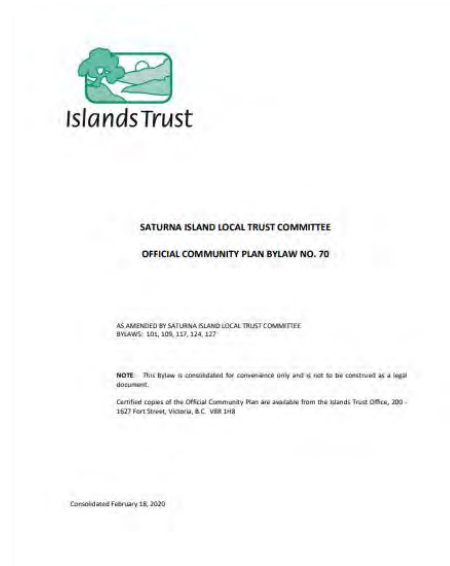 Islands Trust
SATURNA ISLAND LOCAL TRUST COMMITTEE
OFFICIAL COMMUNITY PLAN BYLAW NO. 70
AS AMENDED BY SATURNA ISLAND LOCAL TRUST COMMITTEE
BYLAWS: 101, 109, 117, 124, 127
NOTE: This Bylaw is consolidated for convenience only and is not to be construed as a legal
document.
Certified copies of the Official Community Plan are available from the Islands Trust Office, 200 -
1627 Fort Street, Victoria, B.C. V8R 1H8
Consolidated February 18, 2020